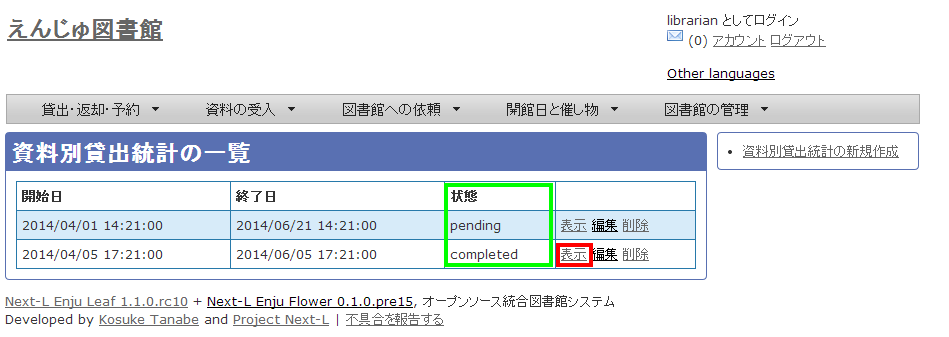 えんじゅ図書館
librarian としてログイン
(0) アカウント ログアウト
Other languages
貸出・返却・予約 ▼ 資料の受入 ▼ 図書館への依頼 ▼ 開館日と催し物 ▼ 図書館の管理 ▼
資料別貸出統計の一覧
• 資料別貸出統計の新規作成
開始日 終了日 状態
2014/04/01 14:21:00 2014/06/21 14:21:00 pending 表示 編集 削除
2014/04/05 17:21:00 2014/06/05 17:21:00 completed 表示 編集 削除
Next-L Enju Leaf 1.1.0.rc10 + Next-L Enju Flower 0.1.0.pre15, オープンソース統合図書館システム
Developed by Kosuke Tanabe and Project Next-L | 不具合を報告する